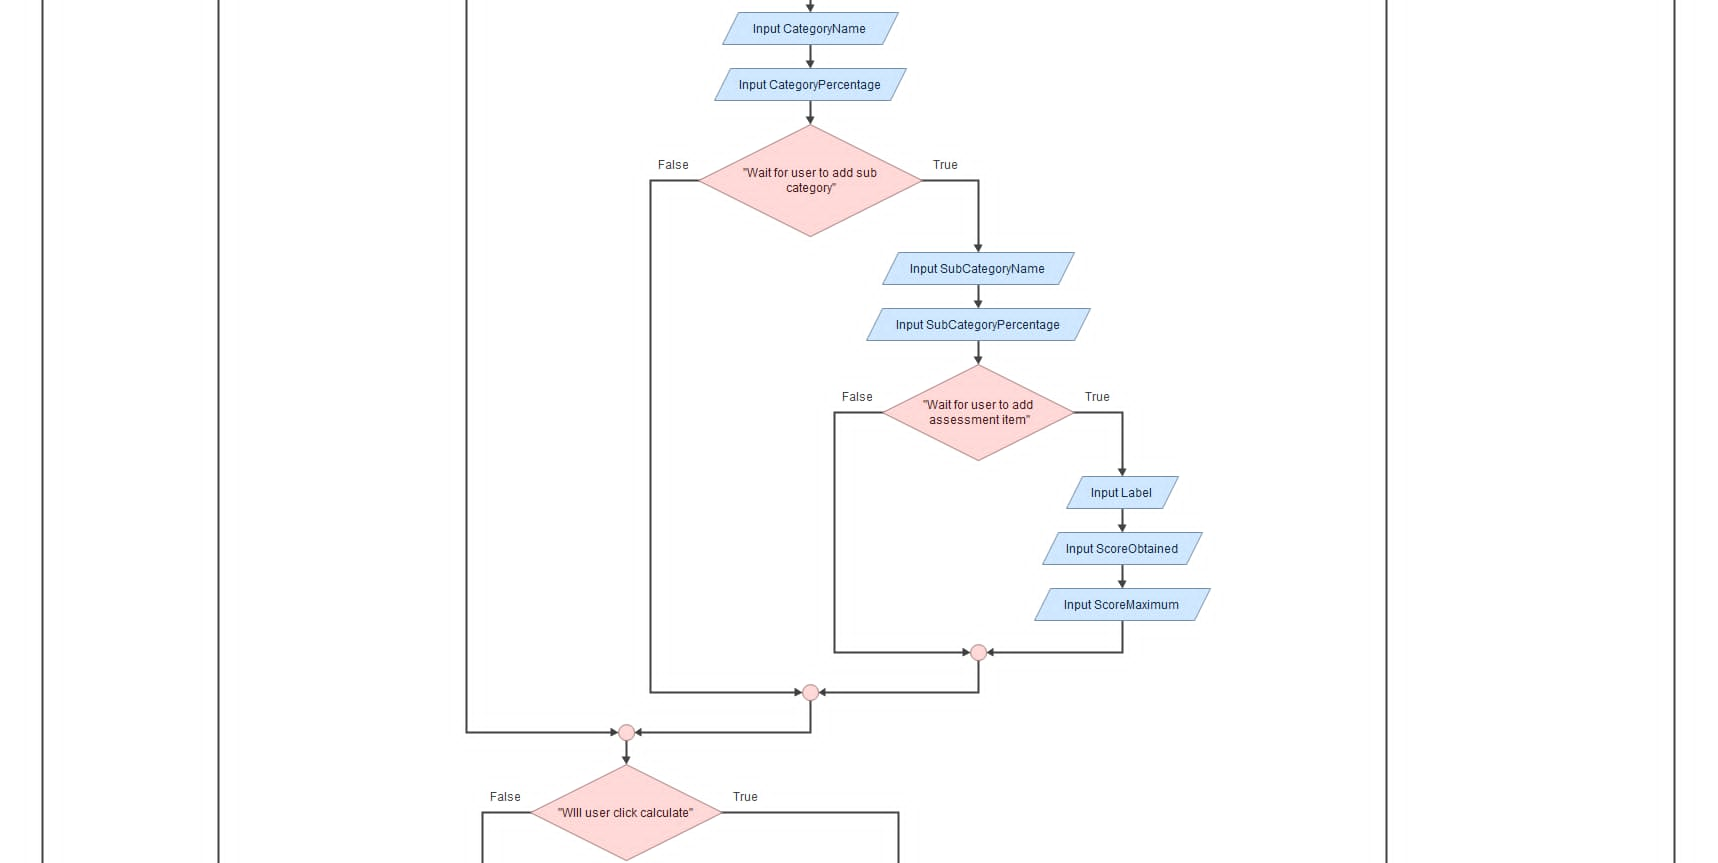 Input CategoryName
Input CategoryPercentage
False
True
"Wait for user to add sub
category"
Input SubCategoryName
Input SubCategoryPercentage
False
True
"Wait for user to add
assessment item"
Input Label
Input ScoreObtained
Input ScoreMaximum
False
True
"WIll user click calculate"